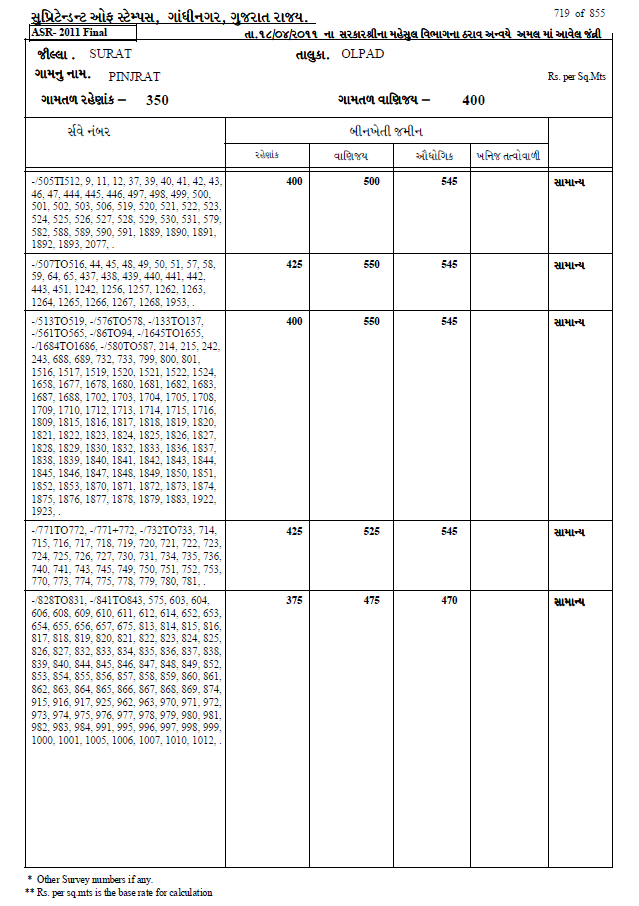 સુપ્રિટેન્ડન્ટ ઓફ સ્ટેમ્પસ, ગાંધીનગર, ગુજરાત રાજય.
719 of 855
ASR- 2011 Final
તા.૧૮/૦૪/૨૦૧૧ ના સરકારશ્રીના મહેસુલ વિભાગના ઠરાવ અન્વયે અમલ માં આવેલ જંત્રી
જીલ્લા . SURAT તાલુકા. OLPAD
ગામનુ નામ. PINJRAT Rs. per Sq.Mts
ગામતળ રહેણાંક – 350 ગામતળ વાણિજય – 400
ર્સવે નંબર બીનખેતી જમીન
રહેણાંક વાણિજય ઔધોગિક ખનિજ તત્વોવાળી
-/505TI512, 9, 11, 12, 37, 39, 40, 41, 42, 43, 400 500 545 સામાન્ય
46, 47, 444, 445, 446, 497, 498, 499, 500,
501, 502, 503, 506, 519, 520, 521, 522, 523,
524, 525, 526, 527, 528, 529, 530, 531, 579,
582, 588, 589, 590, 591, 1889, 1890, 1891,
1892, 1893, 2077, .
-/507TO516, 44, 45, 48, 49, 50, 51, 57, 58, 425 550 545 સામાન્ય
59, 64, 65, 437, 438, 439, 440, 441, 442,
443, 451, 1242, 1256, 1257, 1262, 1263,
1264, 1265, 1266, 1267, 1268, 1953, .
-/513TO519, -/576TO578, -/133TO137, 400 550 545 સામાન્ય
-/561TO565, -/86TO94, -/1645TO1655,
-/1684TO1686, -/580TO587, 214, 215, 242,
243, 688, 689, 732, 733, 799, 800, 801,
1516, 1517, 1519, 1520, 1521, 1522, 1524,
1658, 1677, 1678, 1680, 1681, 1682, 1683,
1687, 1688, 1702, 1703, 1704, 1705, 1708,
1709, 1710, 1712, 1713, 1714, 1715, 1716,
1809, 1815, 1816, 1817, 1818, 1819, 1820,
1821, 1822, 1823, 1824, 1825, 1826, 1827,
1828, 1829, 1830, 1832, 1833, 1836, 1837,
1838, 1839, 1840, 1841, 1842, 1843, 1844,
1845, 1846, 1847, 1848, 1849, 1850, 1851,
1852, 1853, 1870, 1871, 1872, 1873, 1874,
1875, 1876, 1877, 1878, 1879, 1883, 1922,
1923, .
-/771TO772, -/771+772, -/732TO733, 714, 425 525 545 સામાન્ય
715, 716, 717, 718, 719, 720, 721, 722, 723,
724, 725, 726, 727, 730, 731, 734, 735, 736,
740, 741, 743, 745, 749, 750, 751, 752, 753,
770, 773, 774, 775, 778, 779, 780, 781, .
-/828TO831, -/841TO843, 575, 603, 604, 375 475 470 સામાન્ય
606, 608, 609, 610, 611, 612, 614, 652, 653,
654, 655, 656, 657, 675, 813, 814, 815, 816,
817, 818, 819, 820, 821, 822, 823, 824, 825,
826, 827, 832, 833, 834, 835, 836, 837, 838,
839, 840, 844, 845, 846, 847, 848, 849, 852,
853, 854, 855, 856, 857, 858, 859, 860, 861,
862, 863, 864, 865, 866, 867, 868, 869, 874,
915, 916, 917, 925, 962, 963, 970, 971, 972,
973, 974, 975, 976, 977, 978, 979, 980, 981,
982, 983, 984, 991, 995, 996, 997, 998, 999,
1000, 1001, 1005, 1006, 1007, 1010, 1012, .
* Other Survey numbers if any.
** Rs. per sq.mts is the base rate for calculation